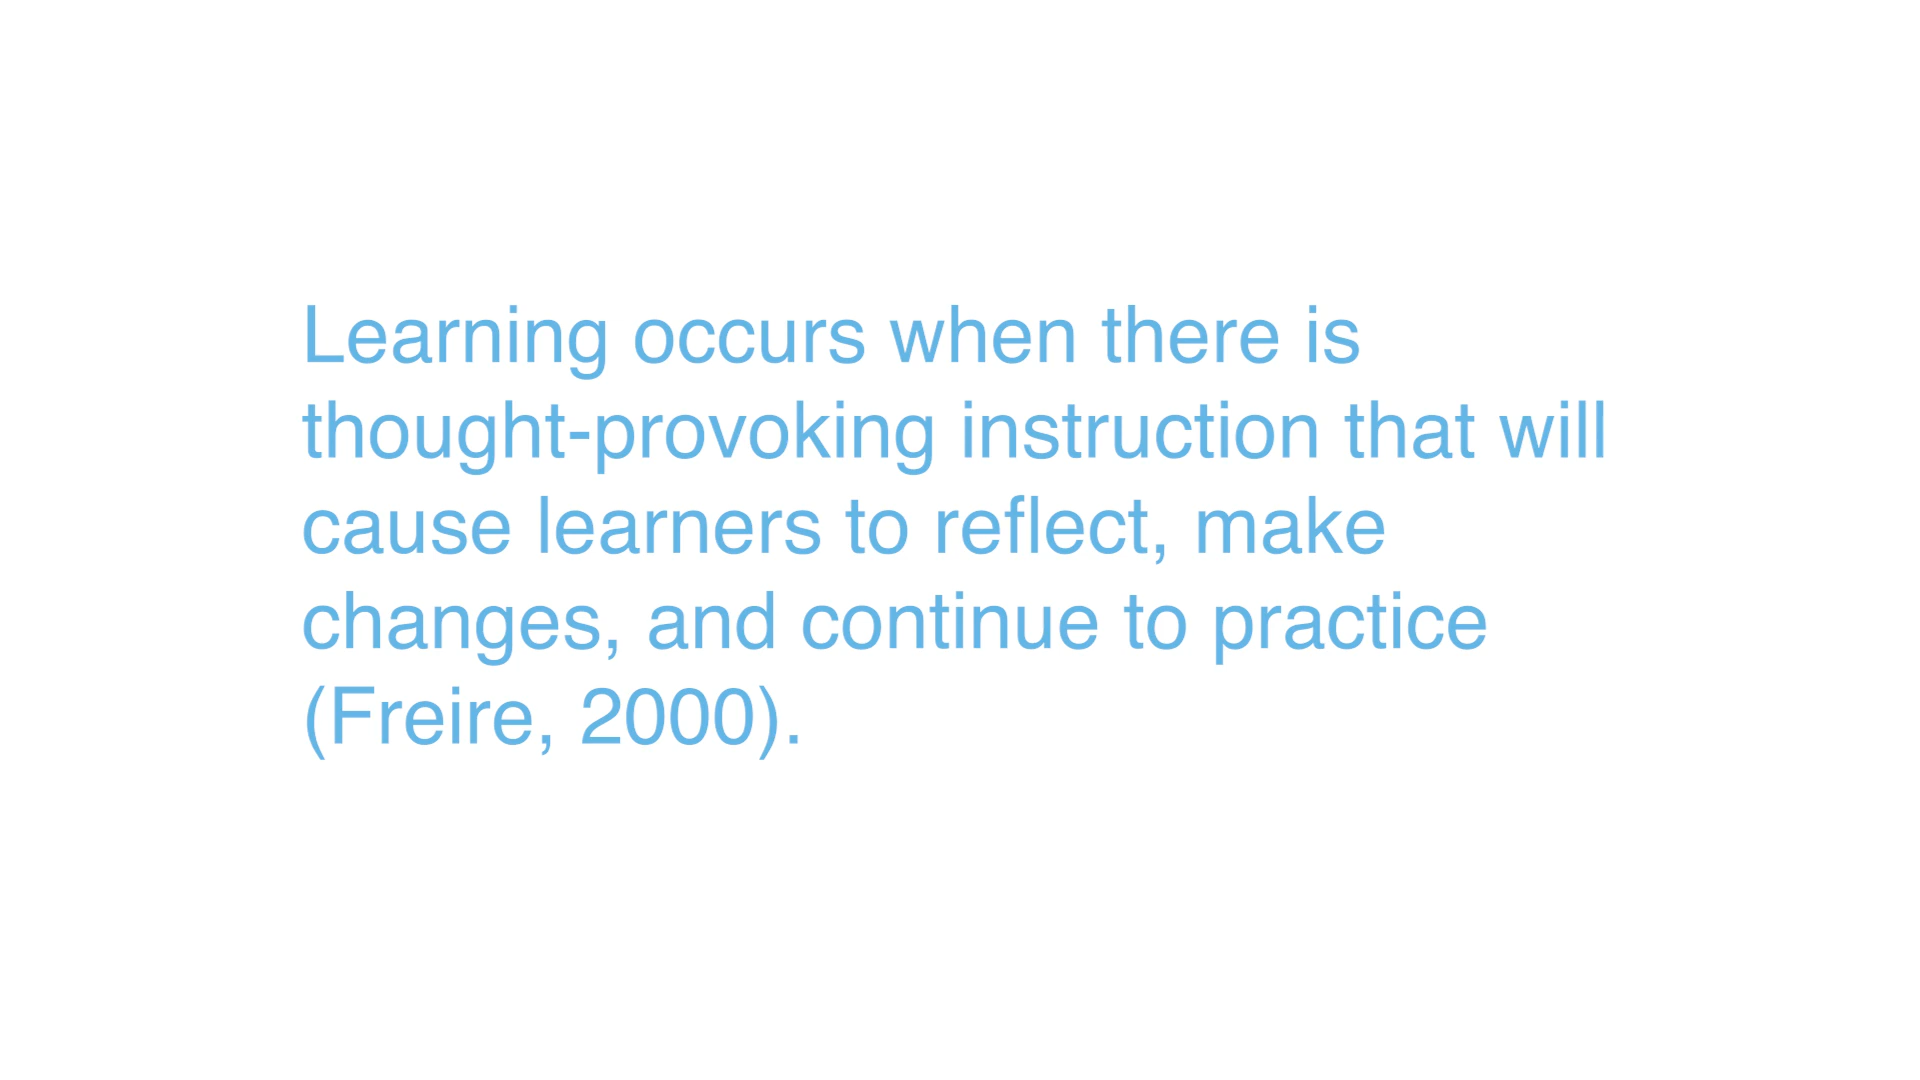 Learning occurs when there is
thought-provoking instruction that will
cause learners to reflect, make
changes, and continue to practice
(Freire, 2000).